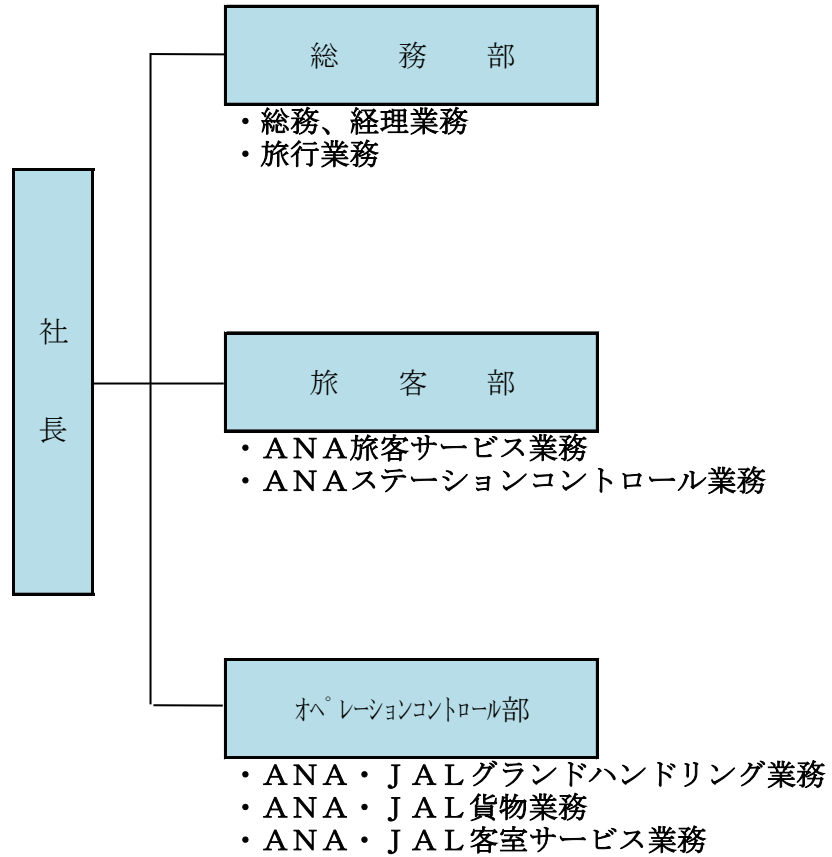 総務部
・総務、経理業務
・旅行業務
社長
旅客部
・ＡＮＡ旅客サービス業務
・ＡＮＡステーションコントロール業務
ｵﾍﾟﾚｰｼｮﾝｺﾝﾄﾛｰﾙ部
・ＡＮＡ・ＪＡＬグランドハンドリング業務
・ＡＮＡ・ＪＡＬ貨物業務
・ＡＮＡ・ＪＡＬ客室サービス業務